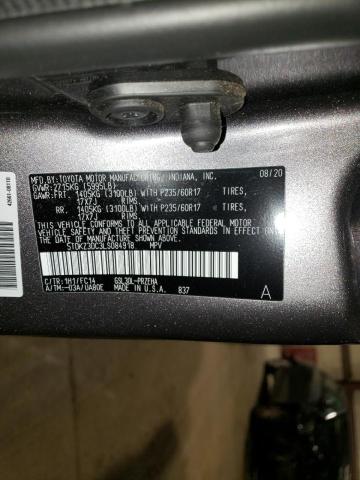 MFD.BY:TOYOTA MOTOR MANUFACTURING, INDIANA, INC. 08/20
GVWR: 2715KG (5995LB)
GAWR:FRT. 1405KG (3100LB)WITH P235/60R17 TIRES,
17X7J RIMS
RR. 1405KG (3100LB)WITH P235/60R17 TIRES,
17X7J RIMS
THIS VEHICLE CONFORMS TO ALL APPLICABLE FEDERAL MOTOR
VEHICLE SAFETY AND THEFT PREVENTION STANDARDS
IN EFFECT ON THE DATE OF MANUFACTURE SHOWN ABOVE.
MPV
C/TR:1H1/FC14 GSL30L-PRZEHA
A/TM:-03A/UA80E MADE IN U.S.A. 837 A